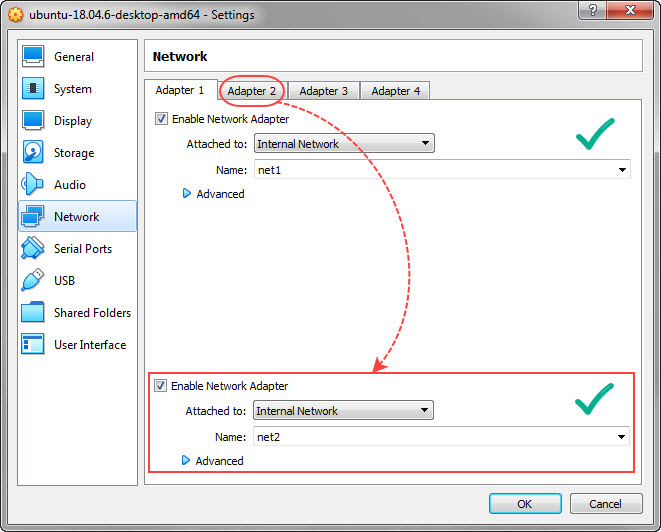 ubuntu-18.04.6-desktop-amd64 - Settings
?
General
System
Display
Storage
Audio
Network
Serial Ports
USB
Shared Folders
User Interface
Network
Adapter 1 Adapter 2 Adapter 3 Adapter 4
Enable Network Adapter
Attached to: Internal Network
Name: net1
Advanced
Enable Network Adapter
Attached to: Internal Network
Name: net2
Advanced
OK Cancel